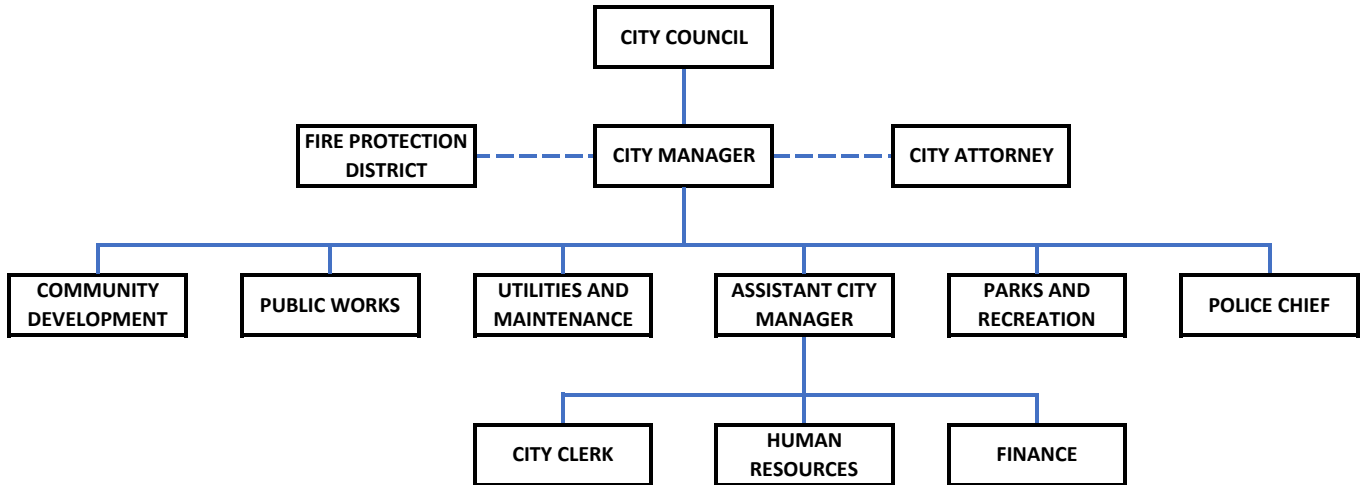 CITY COUNCIL
FIRE PROTECTION
DISTRICT
CITY MANAGER
CITY ATTORNEY
COMMUNITY
DEVELOPMENT
PUBLIC WORKS
UTILITIES AND
MAINTENANCE
ASSISTANT CITY
MANAGER
PARKS AND
RECREATION
POLICE CHIEF
CITY CLERK
HUMAN
RESOURCES
FINANCE